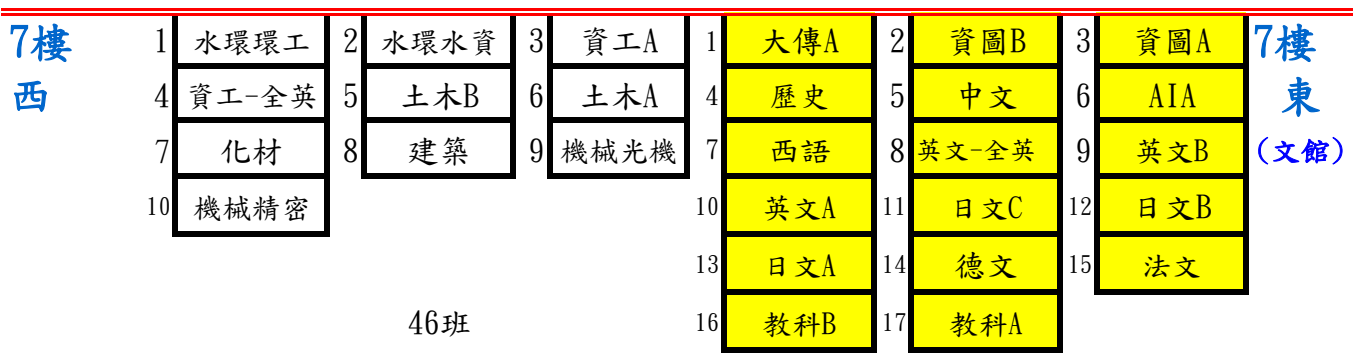 7樓 1 水環環工 2 水環水資 3 資工A 1 大傳A 2 資圖B 3 資圖A 7樓
西 4 資工-全英 5 土木B 6 土木A 4 歷史 5 中文 6 AIA 東
7 化材 8 建築 9 機械光機 7 西語 8 英文-全英 9 英文B (文館)
10 機械精密 10 英文A 11 日文C 12 日文B
13 日文A 14 德文 15 法文
46班 16 教科B 17 教科A